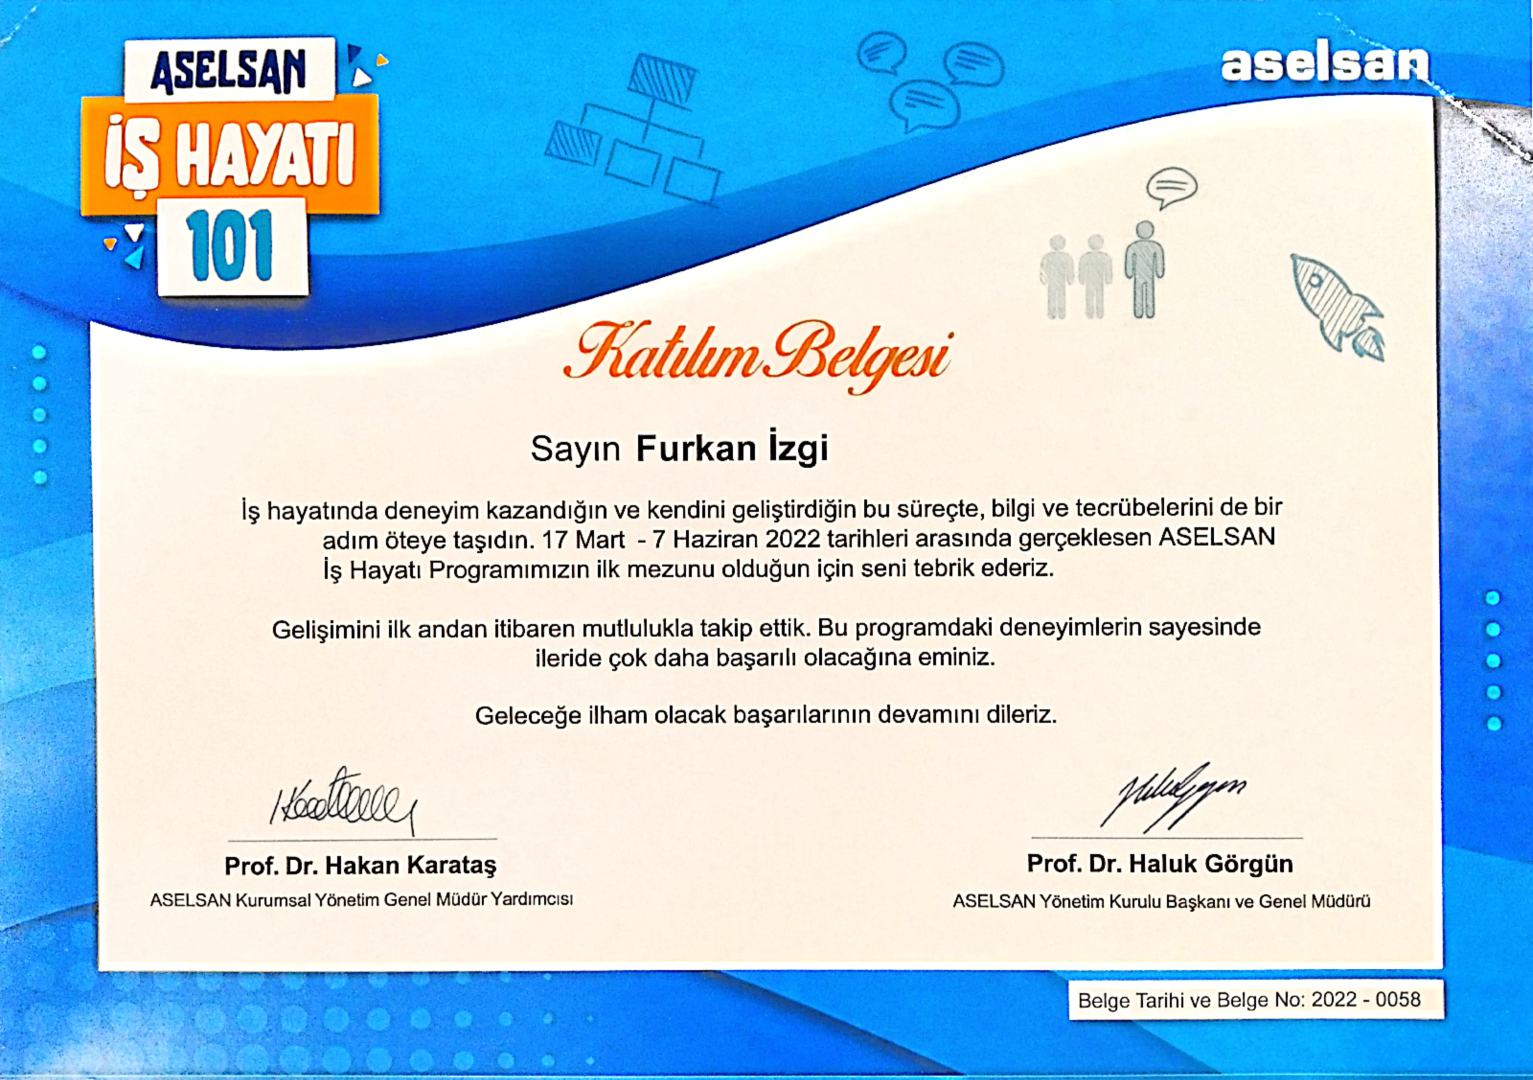 ASELSAN
İŞ HAYATI
101
aselsan
Katılım Belgesi
Sayın Furkan İzgi
İş hayatında deneyim kazandığın ve kendini geliştirdiğin bu süreçte, bilgi ve tecrübelerini de bir
adım öteye taşıdın. 17 Mart - 7 Haziran 2022 tarihleri arasında gerçeklesen ASELSAN
İş Hayatı Programımızın ilk mezunu olduğun için seni tebrik ederiz.
Gelişimini ilk andan itibaren mutlulukla takip ettik. Bu programdaki deneyimlerin sayesinde
ileride çok daha başarılı olacağına eminiz.
Geleceğe ilham olacak başarılarının devamını dileriz.
Prof. Dr. Hakan Karataş
ASELSAN Kurumsal Yönetim Genel Müdür Yardımcısı
Prof. Dr. Haluk Görgün
ASELSAN Yönetim Kurulu Başkanı ve Genel Müdürü
Belge Tarihi ve Belge No: 2022 - 0058